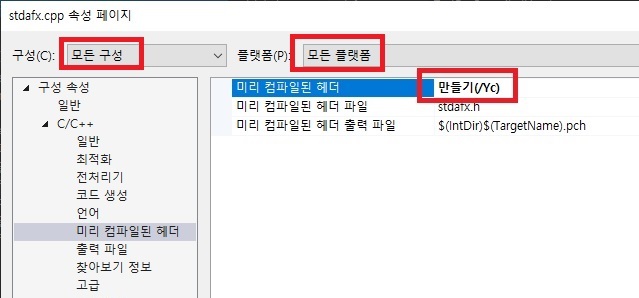 stdafx.cpp 속성 페이지
구성(C): 모든 구성 플랫폼(P): 모든 플랫폼
구성 속성
일반
C/C++
일반
최적화
전처리기
코드 생성
언어
미리 컴파일된 헤더
출력 파일
찾아보기 정보
고급
미리 컴파일된 헤더 만들기(/Yc)
미리 컴파일된 헤더 파일 stdafx.h
미리 컴파일된 헤더 출력 파일 $(IntDir)$(TargetName).pch